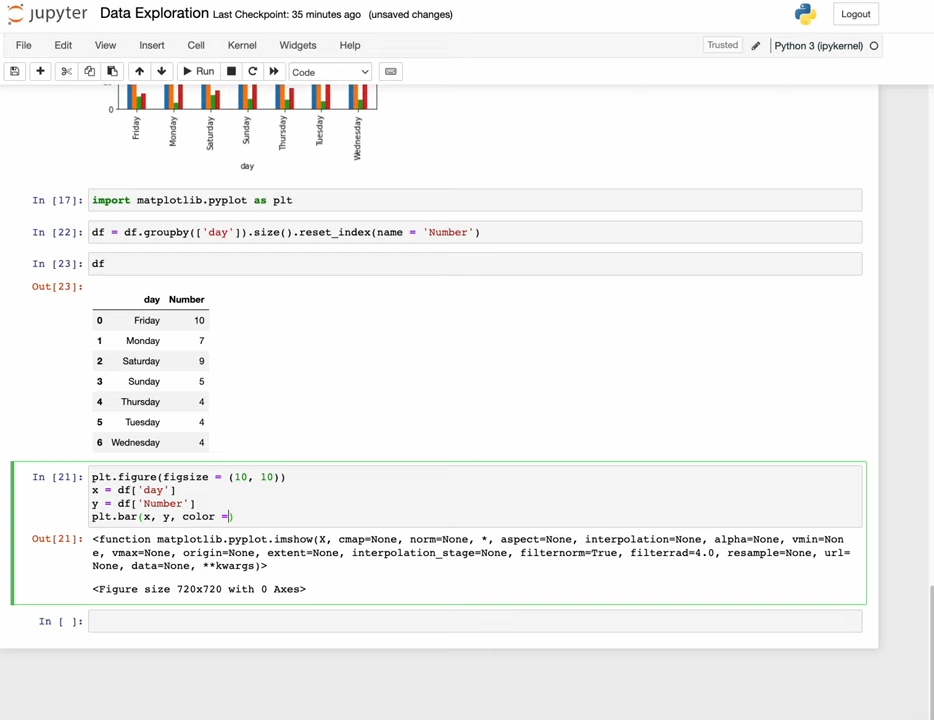 jupyter Data Exploration Last Checkpoint: 35 minutes ago (unsaved changes) Logout
File Edit View Insert Cell Kernel Widgets Help Trusted Python 3 (ipykernel)
Run Code
0
Friday Monday Saturday Sunday Thursday Tuesday Wednesday
day
In [17]: import matplotlib.pyplot as plt
In [22]: df = df.groupby(['day']).size().reset_index(name = 'Number')
In [23]: df
Out[23]:
day Number
0 Friday 10
1 Monday 7
2 Saturday 9
3 Sunday 5
4 Thursday 4
5 Tuesday 4
6 Wednesday 4
In [21]: plt.figure(figsize = (10, 10))
x = df['day']
y = df['Number']
plt.bar(x, y, color =)
Out[21]: <function matplotlib.pyplot.imshow(X, cmap=None, norm=None, *, aspect=None, interpolation=None, alpha=None, vmin=Non
e, vmax=None, origin=None, extent=None, interpolation_stage=None, filternorm=True, filterrad=4.0, resample=None, url=
None, data=None, **kwargs)>
<Figure size 720x720 with 0 Axes>
In [ ]: